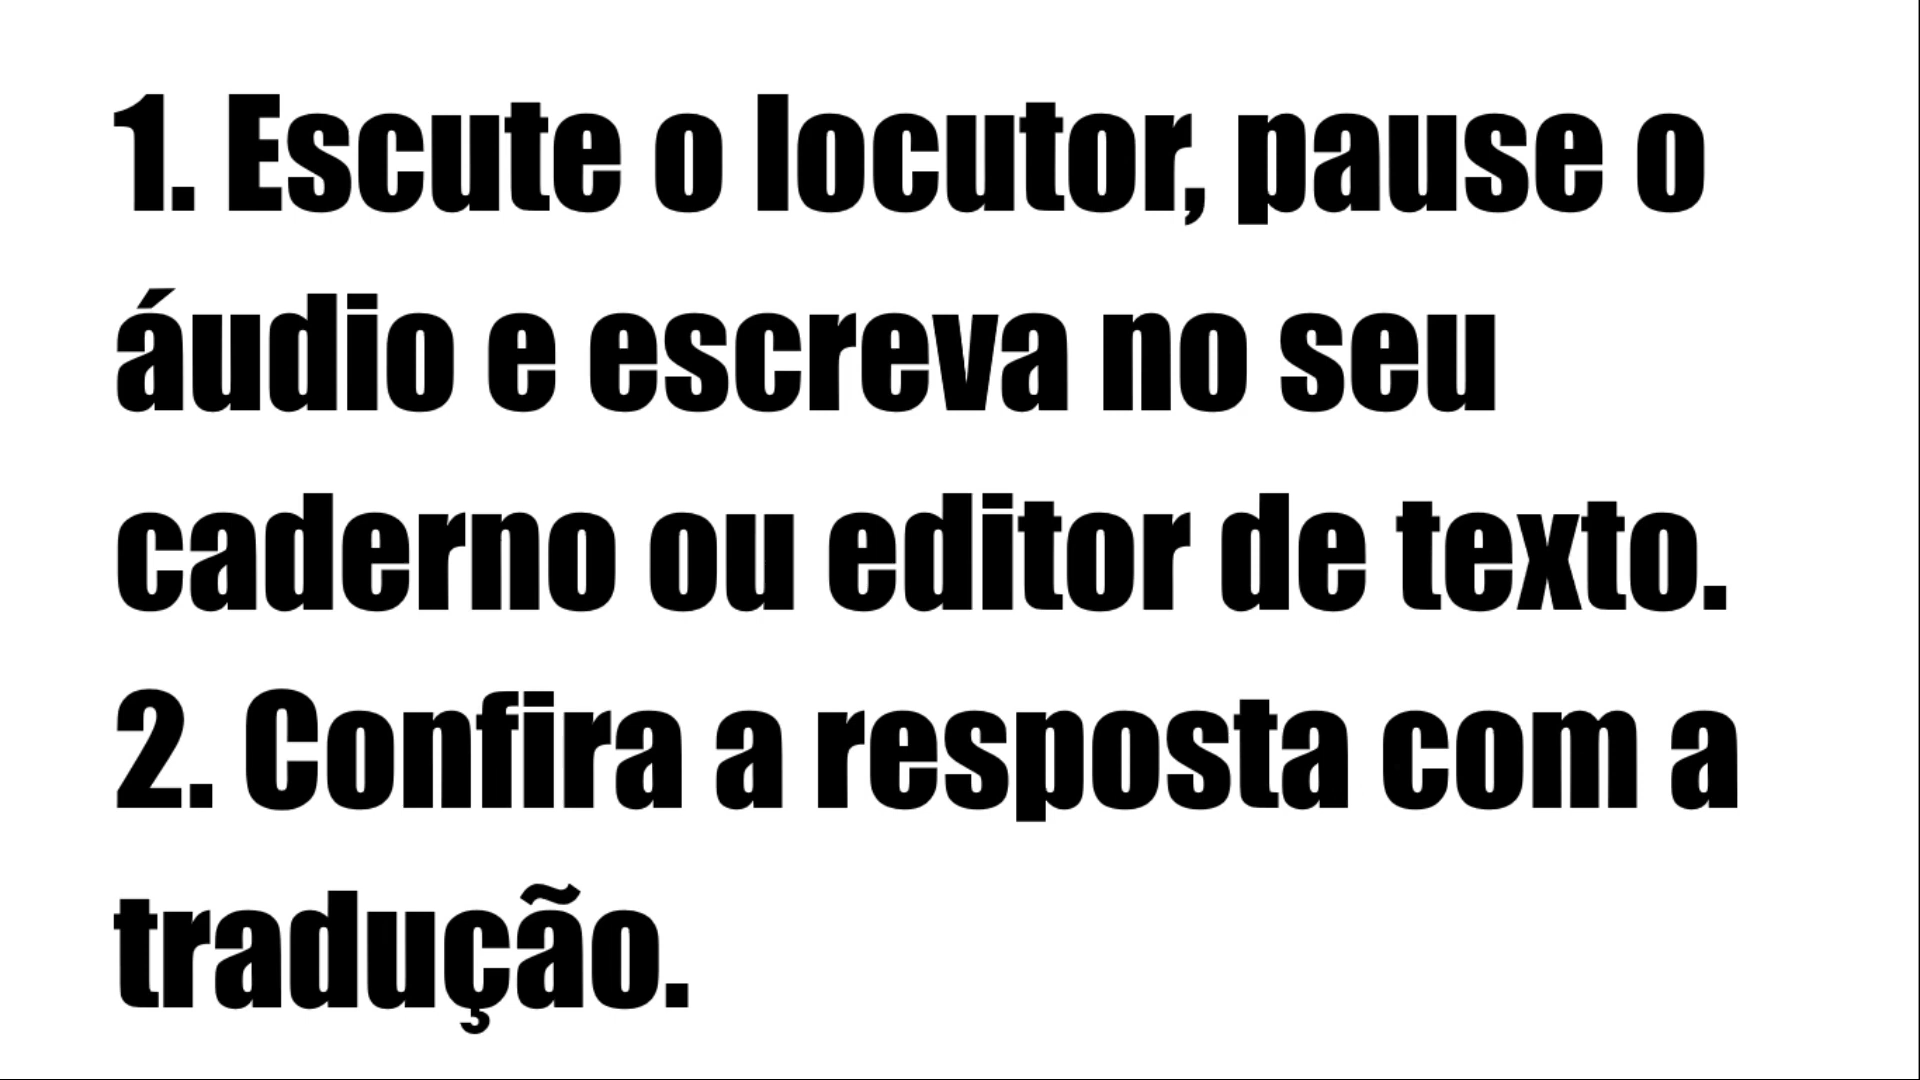 1. Escute o locutor, pause o
áudio e escreva no seu
caderno ou editor de texto.
2. Confira a resposta com a
tradução.